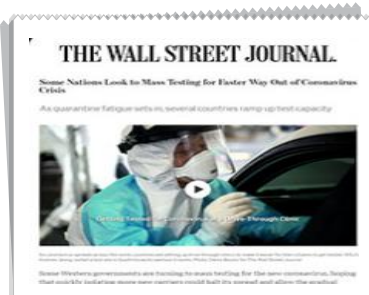 THE WALL STREET JOURNAL.
Some Nations Look to Mass Testing for Faster Way Out of Coronavirus
Crisis
As quarantine fatigue sets in, several countries ramp up test capacity
Getting Tested for Coronavirus at a Drive-Through Clinic
Some Western governments are turning to mass testing for the new coronavirus, hoping
that quickly isolating more new carriers could halt its spread and allow the gradual